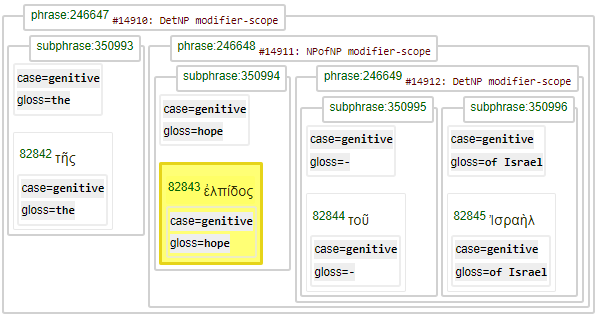 phrase:246647 #14910: DetNP modifier-scope
subphrase:350993
phrase:246648 #14911: NPofNP modifier-scope
case=genitive
gloss=the
subphrase:350994
phrase:246649 #14912: DetNP modifier-scope
case=genitive
gloss=hope
subphrase:350995
subphrase:350996
case=genitive
gloss=-
case=genitive
gloss=of Israel
82842 τῆς
case=genitive
gloss=the
82843 ἐλπίδος
case=genitive
gloss=hope
82844 τοῦ
case=genitive
gloss=-
82845 Ἰσραὴλ
case=genitive
gloss=of Israel